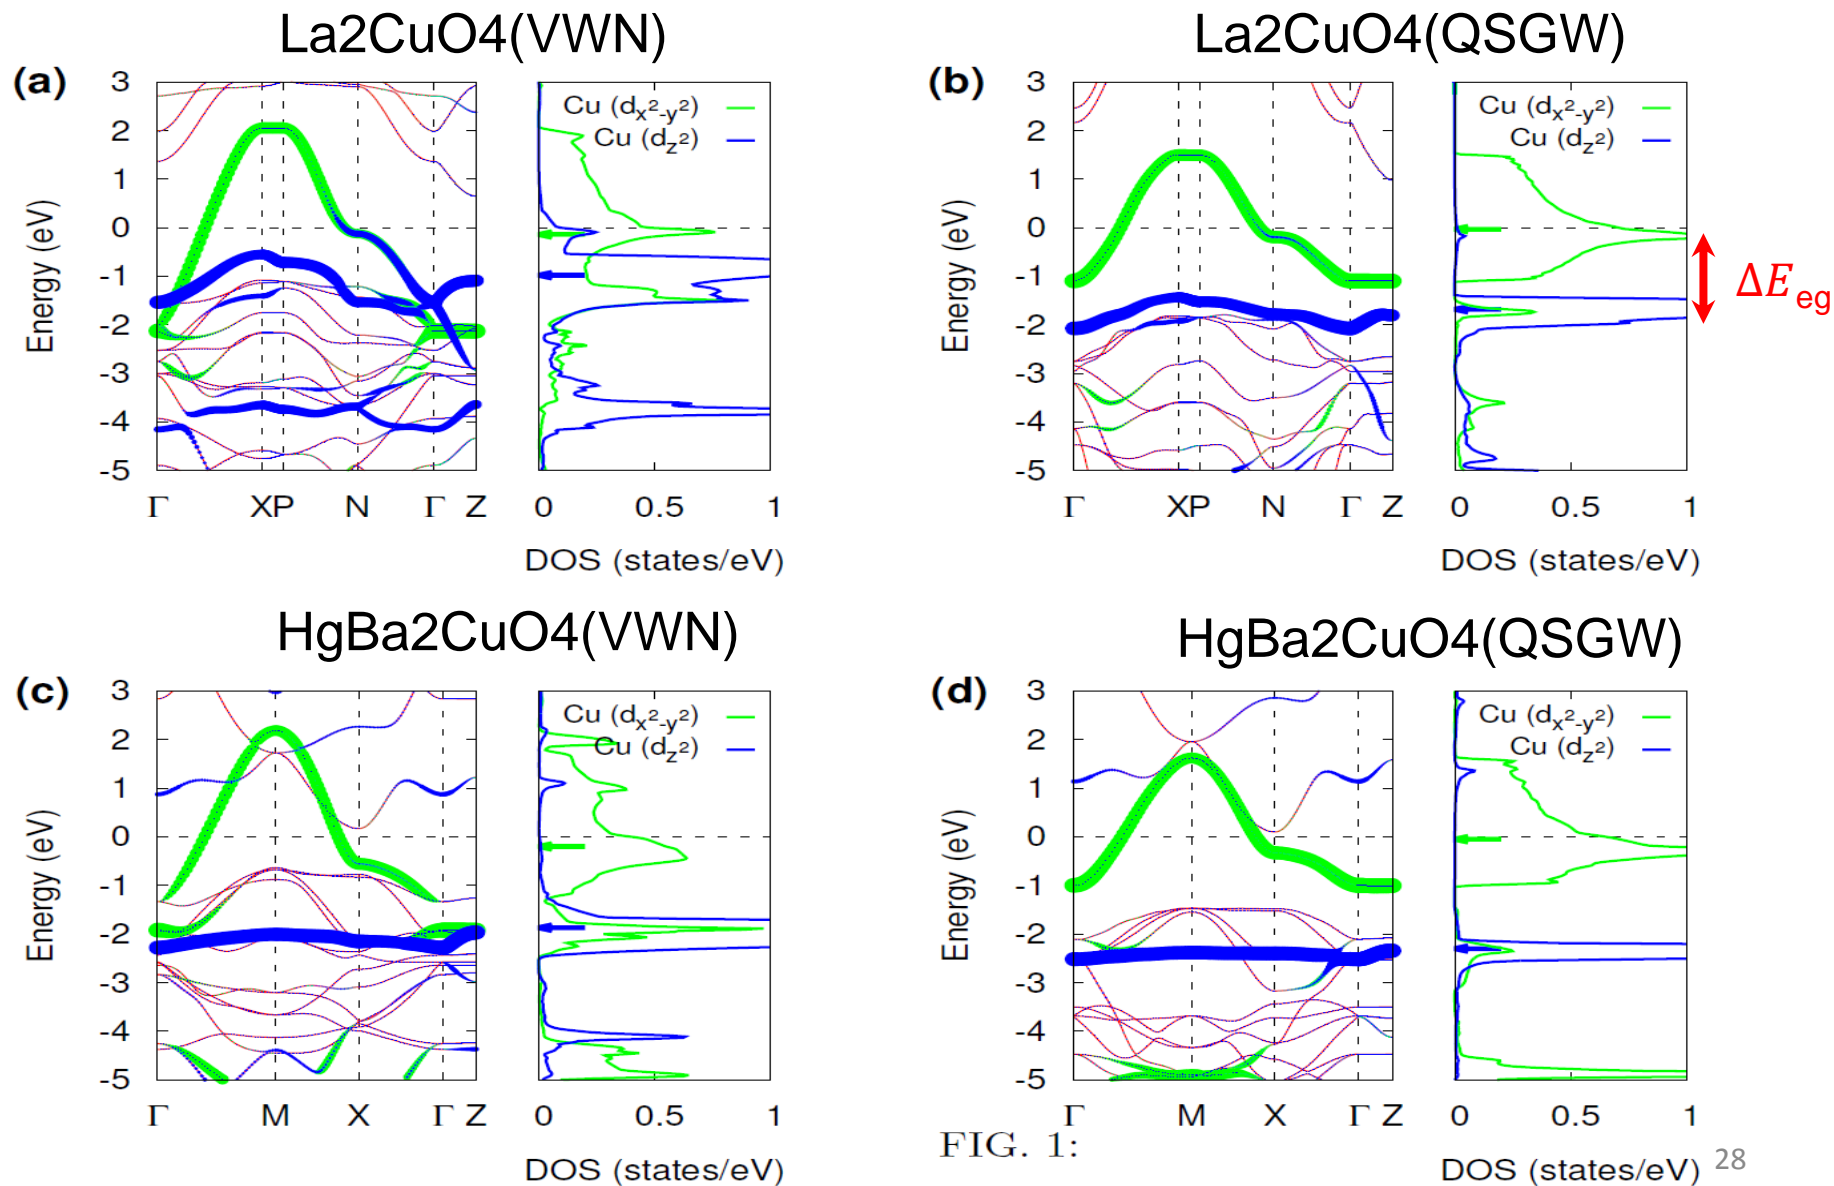 La2CuO4(VWN)
(a)
3
2
1
0
-1
-2
-3
-4
-5
Energy (eV)
Γ X P N Γ Z
Cu (dx²-y²)
Cu (dz²)
0 0.5 1
DOS (states/eV)
La2CuO4(QSGW)
(b)
3
2
1
0
-1
-2
-3
-4
-5
Energy (eV)
Γ X P N Γ Z
Cu (dx²-y²)
Cu (dz²)
0 0.5 1
DOS (states/eV)
ΔEeg
HgBa2CuO4(VWN)
(c)
3
2
1
0
-1
-2
-3
-4
-5
Energy (eV)
Γ M X Γ Z
Cu (dx²-y²)
Cu (dz²)
0 0.5 1
DOS (states/eV)
HgBa2CuO4(QSGW)
(d)
3
2
1
0
-1
-2
-3
-4
-5
Energy (eV)
Γ M X Γ Z
Cu (dx²-y²)
Cu (dz²)
0 0.5 1
DOS (states/eV)
FIG. 1:
28